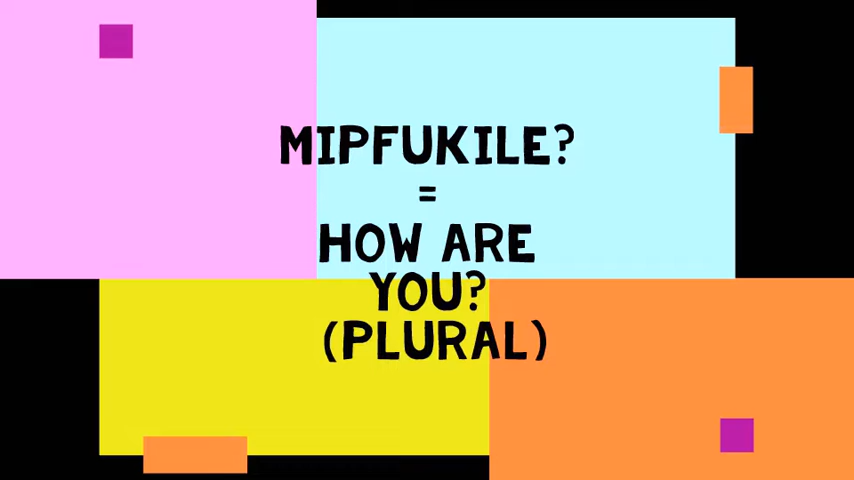 MIPFUKILE?
=
HOW ARE
YOU?
(PLURAL)